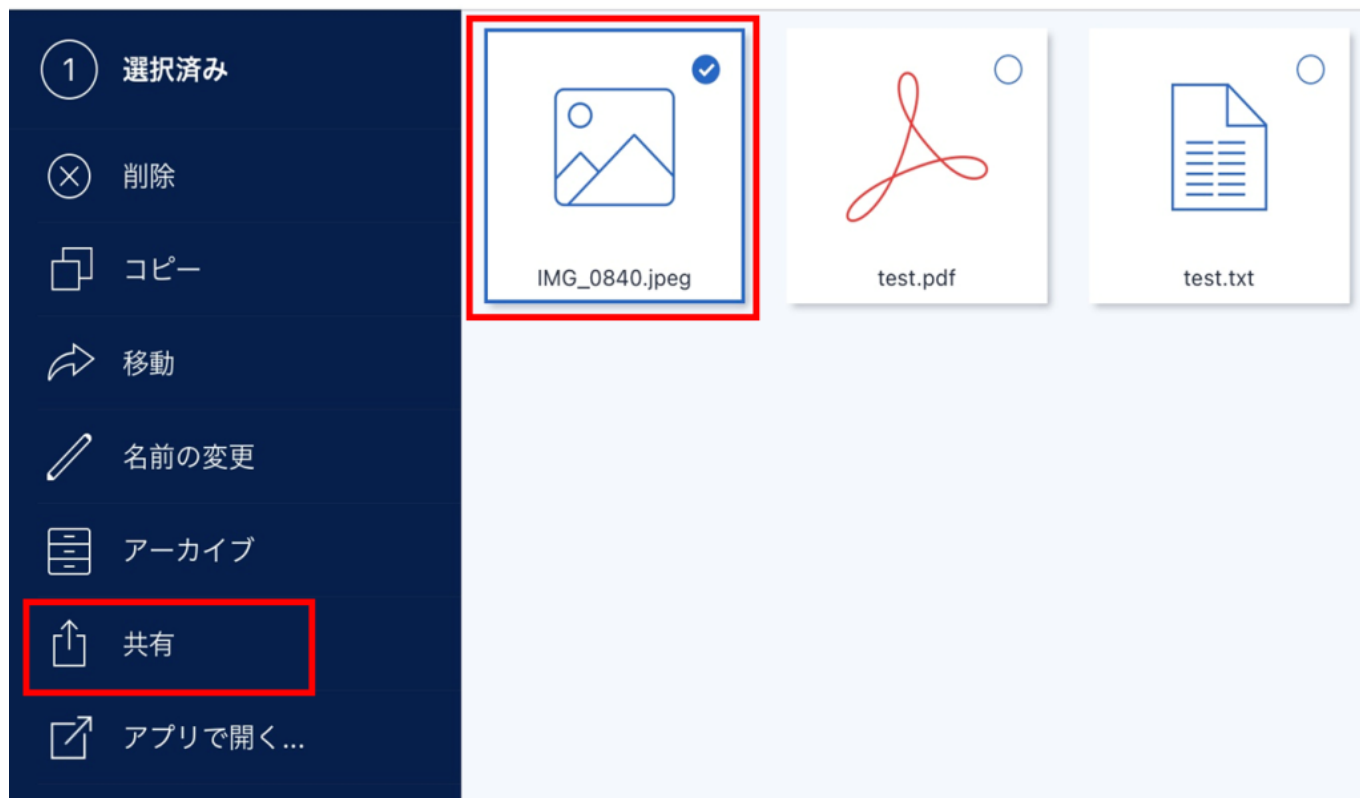 1 選択済み
削除
コピー
移動
名前の変更
アーカイブ
共有
アプリで開く...
IMG_0840.jpeg
test.pdf
test.txt